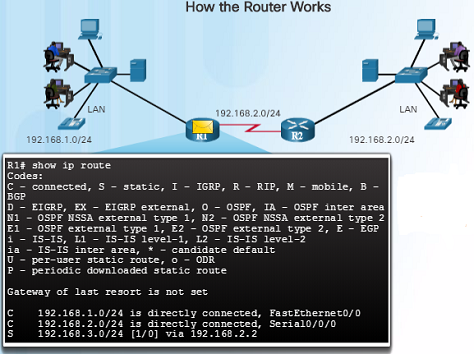 How the Router Works
LAN
192.168.1.0/24
R1
192.168.2.0/24
R2
LAN
192.168.2.0/24
R1# show ip route
Codes:
C - connected, S - static, I - IGRP, R - RIP, M - mobile, B -
BGP
D - EIGRP, EX - EIGRP external, O - OSPF, IA - OSPF inter area
N1 - OSPF NSSA external type 1, N2 - OSPF NSSA external type 2
E1 - OSPF external type 1, E2 - OSPF external type 2, E - EGP
i - IS-IS, L1 - IS-IS level-1, L2 - IS-IS level-2
ia - IS-IS inter area, * - candidate default
U - per-user static route, o - ODR
P - periodic downloaded static route
Gateway of last resort is not set
C 192.168.1.0/24 is directly connected, FastEthernet0/0
C 192.168.2.0/24 is directly connected, Serial0/0/0
S 192.168.3.0/24 [1/0] via 192.168.2.2